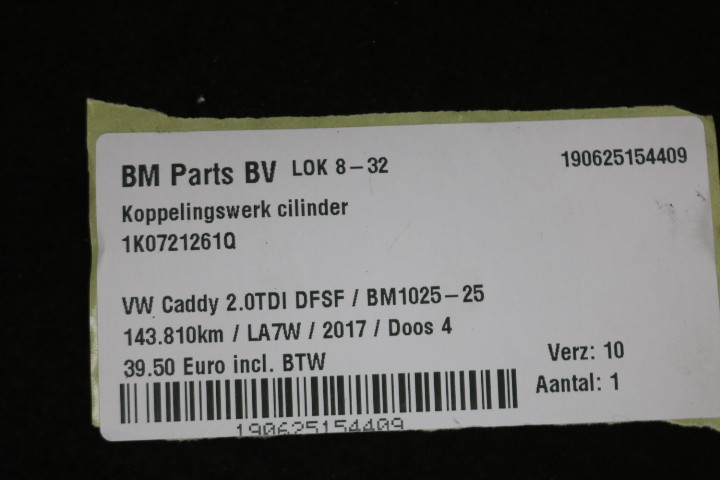 BM Parts BV LOK 8-32 190625154409
Koppelingswerk cilinder
1K0721261Q
VW Caddy 2.0TDI DFSF / BM1025-25
143.810km / LA7W / 2017 / Doos 4
39.50 Euro incl. BTW
Verz: 10
Aantal: 1
190625154409